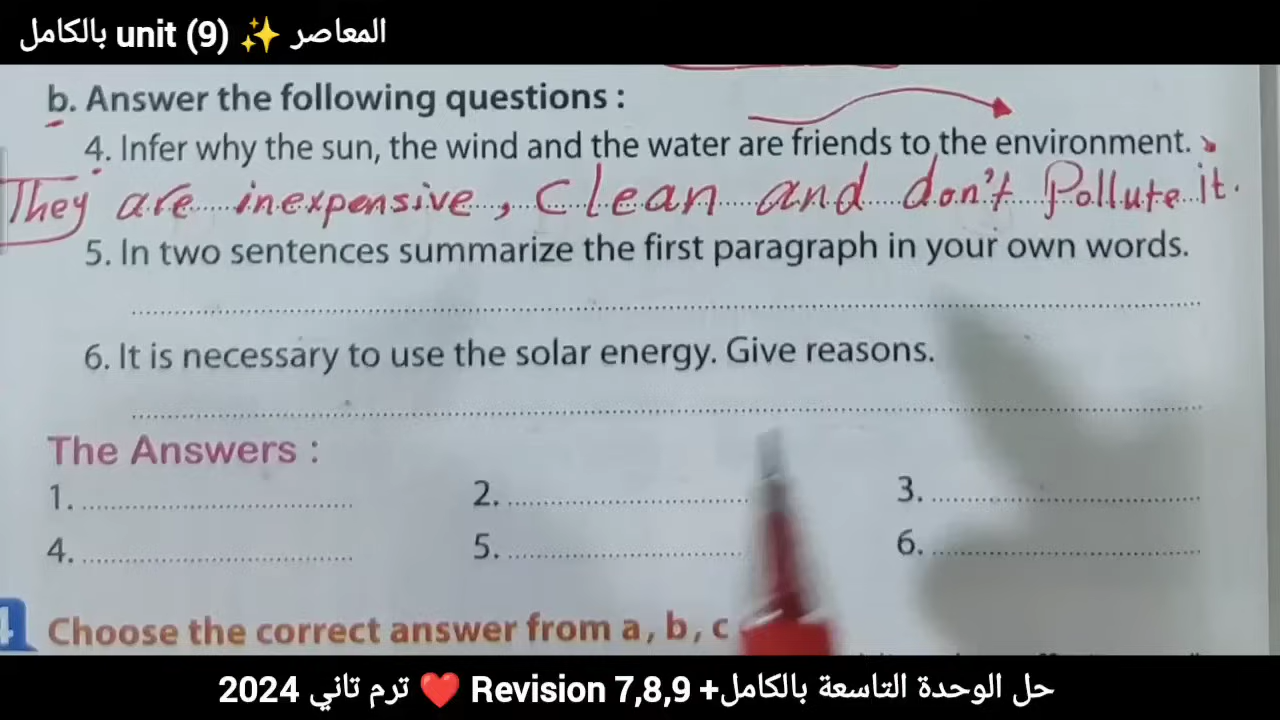 المعاصر ✨ unit (9) بالكامل
b. Answer the following questions :
4. Infer why the sun, the wind and the water are friends to the environment.
They are inexpensive, Clean and don't Pollute it.
5. In two sentences summarize the first paragraph in your own words.
6. It is necessary to use the solar energy. Give reasons.
The Answers :
1. 2. 3.
4. 5. 6.
4 Choose the correct answer from a, b, c
حل الوحدة التاسعة بالكامل+ Revision 7,8,9 ❤️ ترم تاني 2024